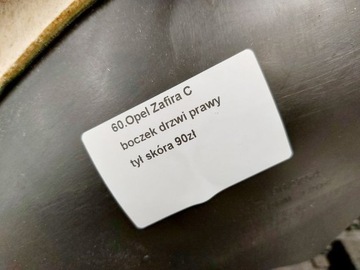 60,Opel Zafira C
boczek drzwi prawy
tył skóra 90zł